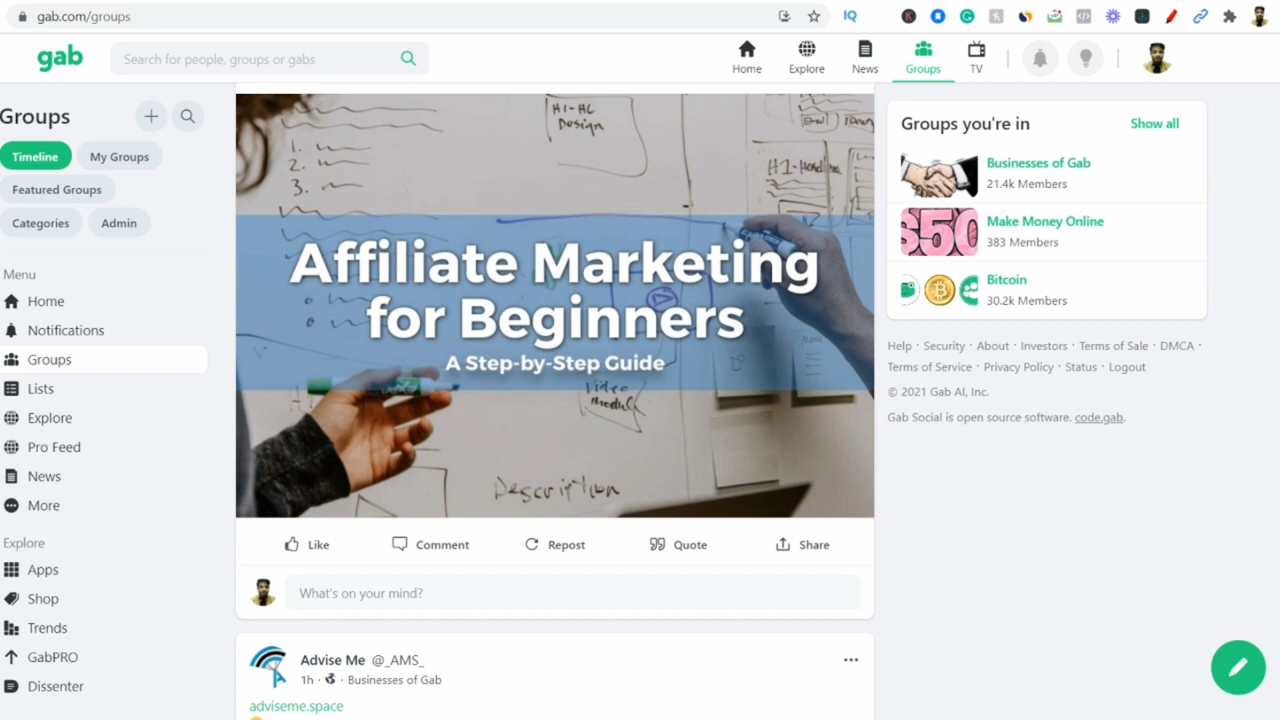 gab.com/groups
IQ
gab
Search for people, groups or gabs
Home
Explore
News
Groups
TV
Groups
Timeline
My Groups
Featured Groups
Categories
Admin
Menu
Home
Notifications
Groups
Lists
Explore
Pro Feed
News
More
Explore
Apps
Shop
Trends
GabPRO
Dissenter
HI-HC
Design
1.
2.
3.
Affiliate Marketing
for Beginners
A Step-by-Step Guide
Video
Module
Description
Like
Comment
Repost
Quote
Share
What's on your mind?
Advise Me @_AMS_
1h · · Businesses of Gab
adviseme.space
Groups you're in
Show all
Businesses of Gab
21.4k Members
$50
Make Money Online
383 Members
Bitcoin
30.2k Members
Help · Security · About · Investors · Terms of Sale · DMCA ·
Terms of Service · Privacy Policy · Status · Logout
© 2021 Gab AI, Inc.
Gab Social is open source software. code.gab.